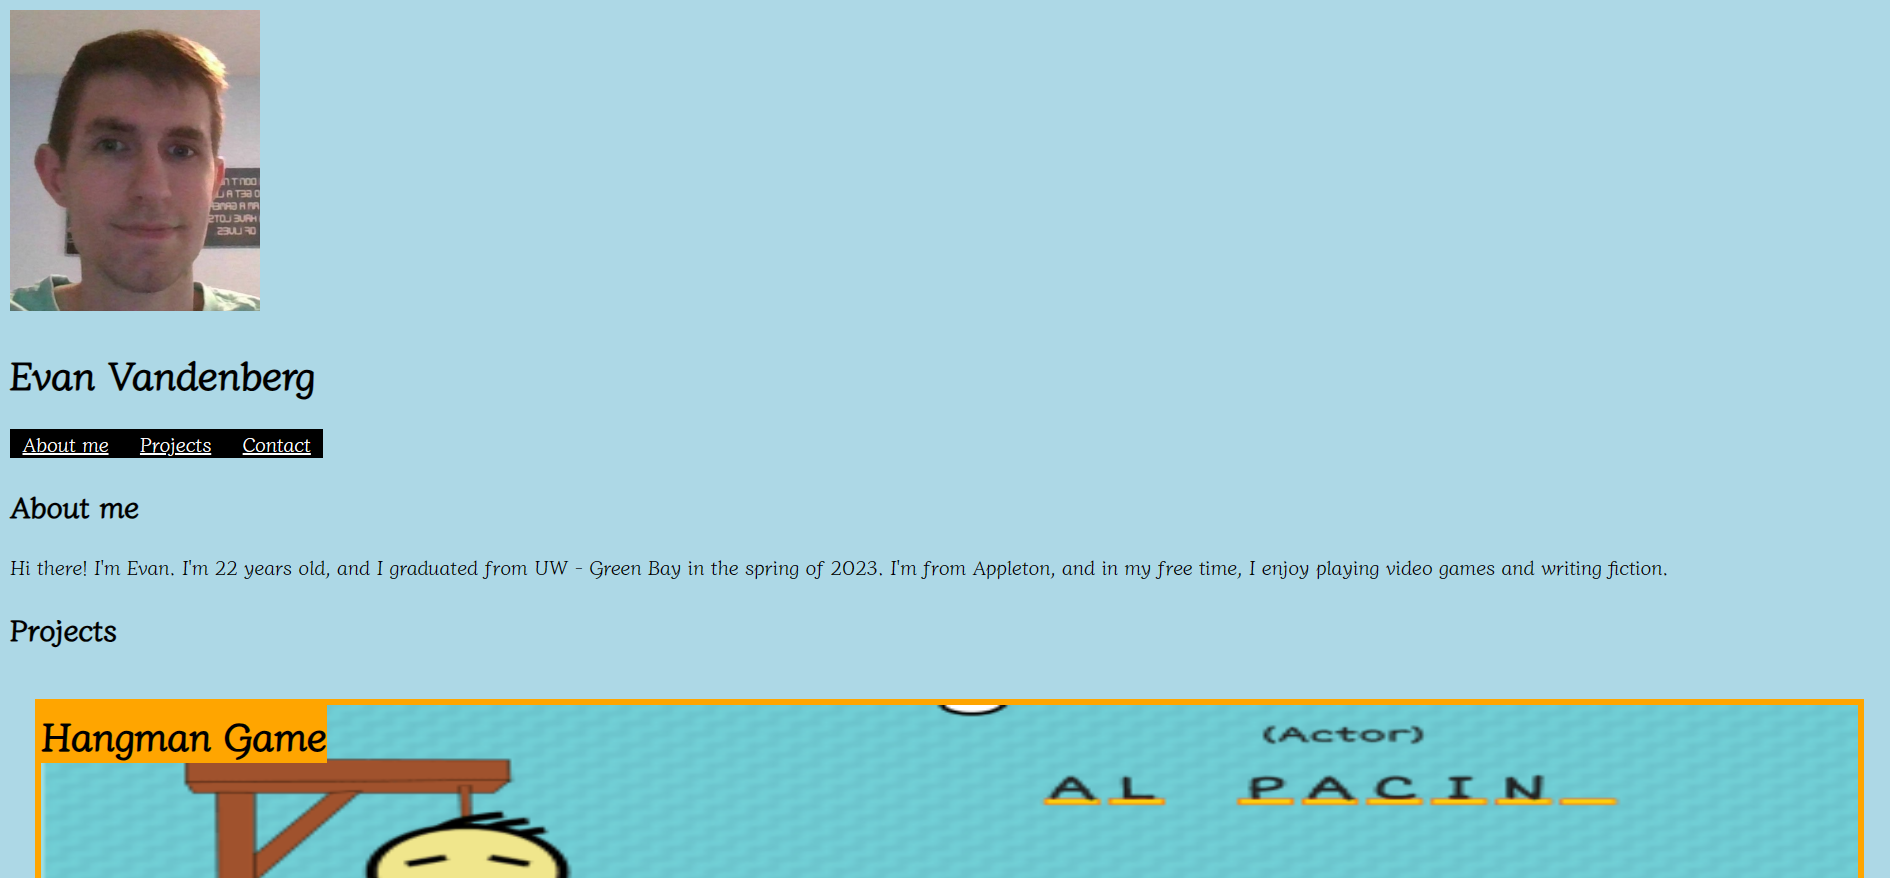 Evan Vandenberg
About me Projects Contact
About me
Hi there! I'm Evan. I'm 22 years old, and I graduated from UW - Green Bay in the spring of 2023. I'm from Appleton, and in my free time, I enjoy playing video games and writing fiction.
Projects
Hangman Game
(Actor)
AL PACIN_